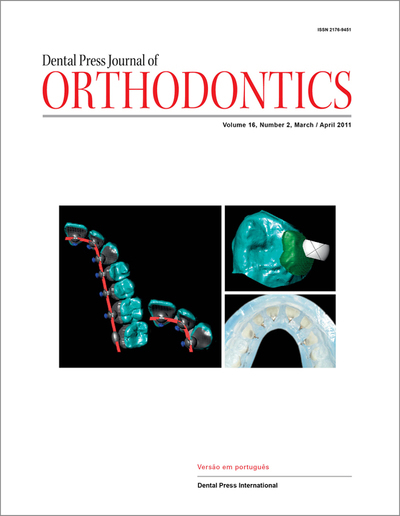 ISSN 2176-9451
Dental Press Journal of
ORTHODONTICS
Volume 16, Number 2, March / April 2011
Versão em português
Dental Press International